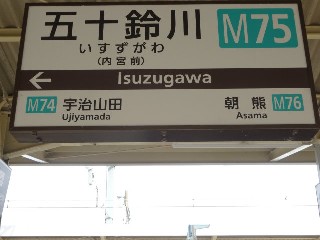 五十鈴川 M75
いすずがわ
(内宮前)
← Isuzugawa
M74 宇治山田 朝熊 M76
Ujiyamada Asama